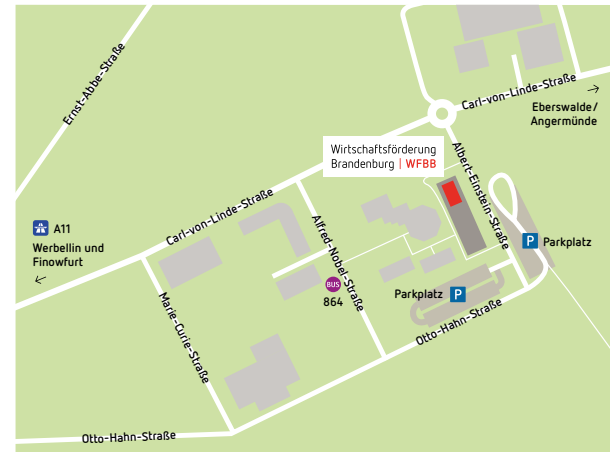 Ernst-Abbe-Straße
Carl-von-Linde-Straße
Eberswalde/
Angermünde
Wirtschaftsförderung
Brandenburg | WFBB
Albert-Einstein-Straße
Carl-von-Linde-Straße
A11
Werbellin und
Finowfurt
Alfred-Nobel-Straße
P Parkplatz
BUS
864
Parkplatz P
Marie-Curie-Straße
Otto-Hahn-Straße
Otto-Hahn-Straße